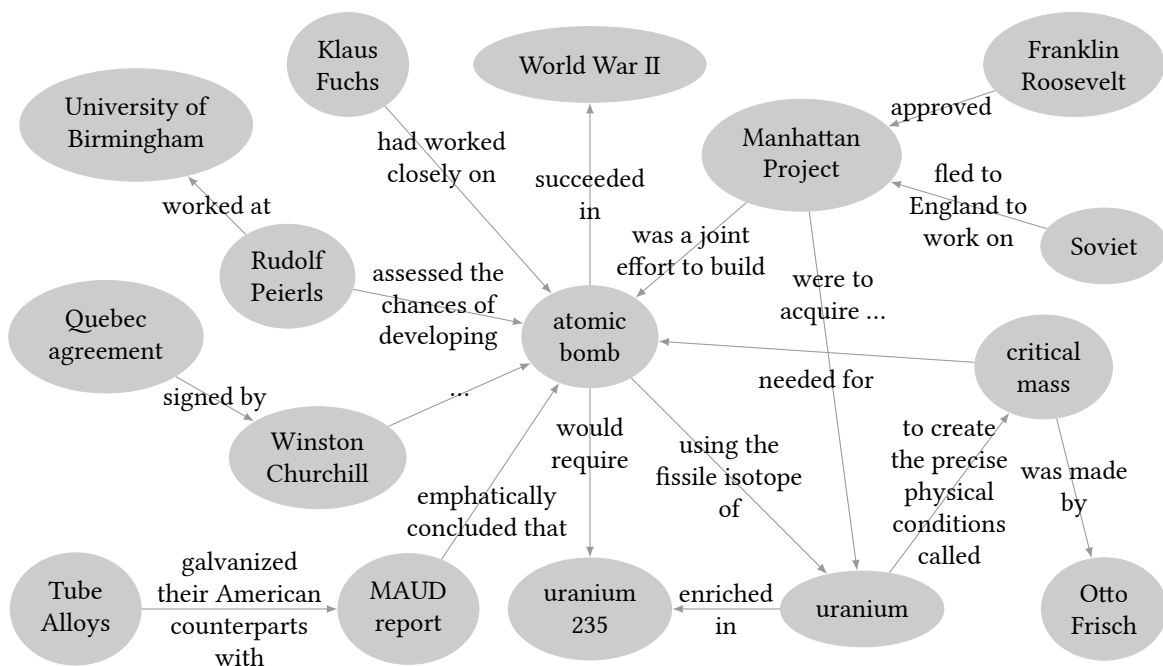 Klaus
Fuchs
World War II
Franklin
Roosevelt
University of
Birmingham
approved
had worked
closely on
Manhattan
Project
succeeded
in
fled to
England to
work on
worked at
Soviet
Rudolf
Peierls
assessed the
chances of
developing
was a joint
effort to build
were to
acquire ...
Quebec
agreement
atomic
bomb
critical
mass
needed for
signed by
...
Winston
Churchill
would
require
using the
fissile isotope
of
to create
the precise
physical
conditions
called
was made
by
emphatically
concluded that
Tube
Alloys
galvanized
their American
counterparts
with
MAUD
report
uranium
235
enriched
in
uranium
Otto
Frisch